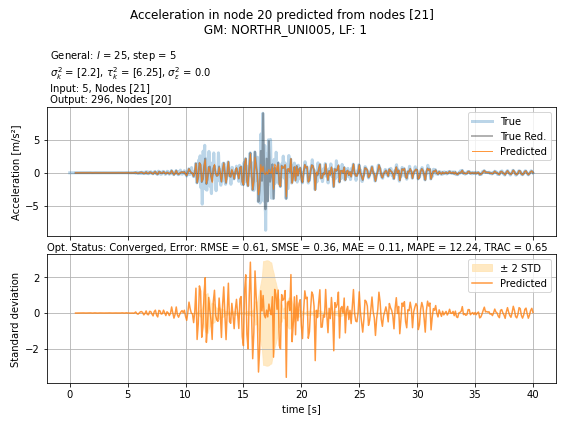 Acceleration in node 20 predicted from nodes [21]
GM: NORTHR_UNI005, LF: 1
General: l = 25, step = 5
σ²ₖ = [2.2], τ²ₖ = [6.25], σ²ε = 0.0
Input: 5, Nodes [21]
Output: 296, Nodes [20]
Acceleration [m/s²]
5
0
−5
True
True Red.
Predicted
Opt. Status: Converged, Error: RMSE = 0.61, SMSE = 0.36, MAE = 0.11, MAPE = 12.24, TRAC = 0.65
Standard deviation
2
0
−2
± 2 STD
Predicted
0 5 10 15 20 25 30 35 40
time [s]